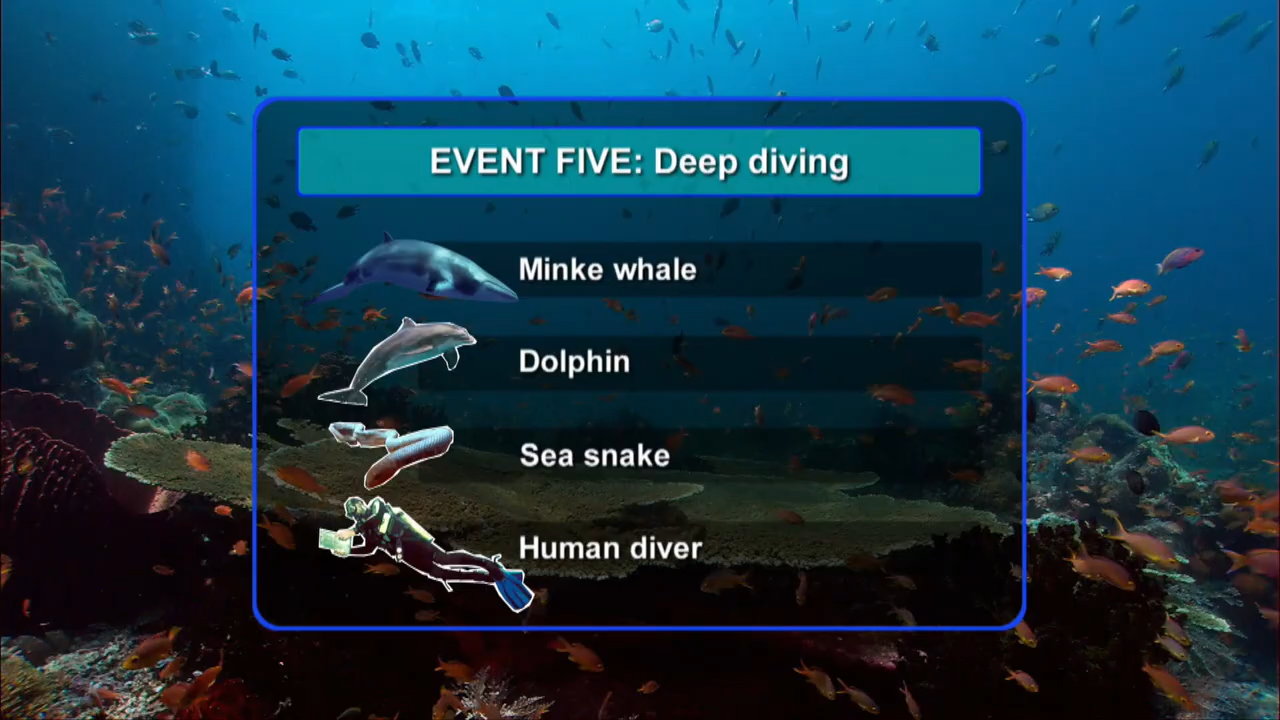 EVENT FIVE: Deep diving
Minke whale
Dolphin
Sea snake
Human diver